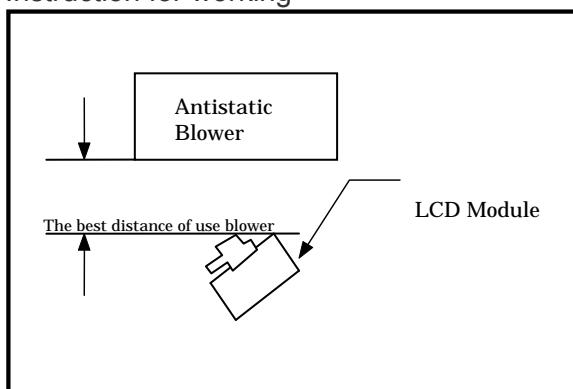 Instruction for working
Antistatic
Blower
The best distance of use blower
LCD Module